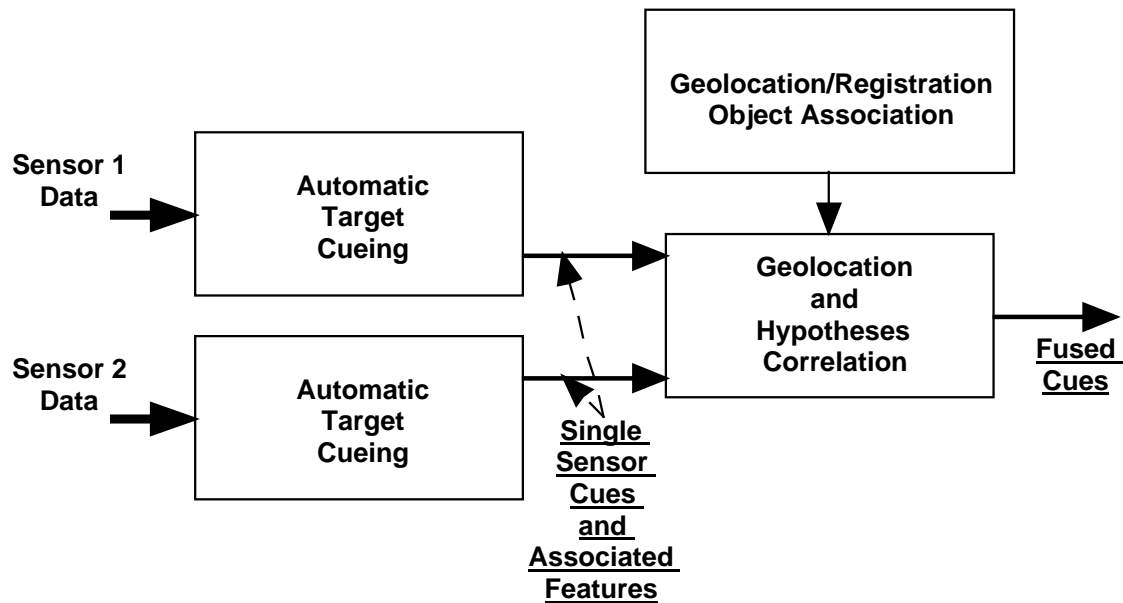 Geolocation/Registration
Object Association
Sensor 1
Data
Automatic
Target
Cueing
Geolocation
and
Hypotheses
Correlation
Fused
Cues
Sensor 2
Data
Automatic
Target
Cueing
Single
Sensor
Cues
and
Associated
Features